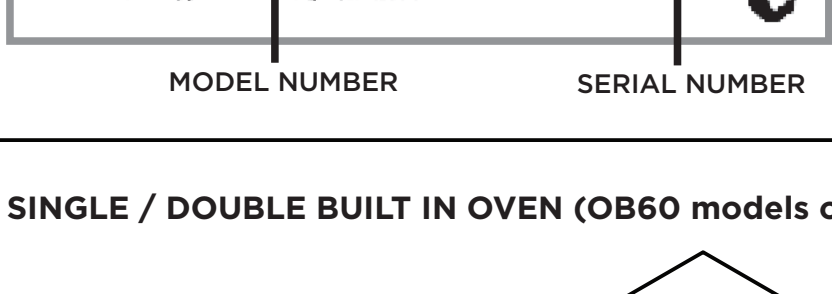 MODEL NUMBER
SERIAL NUMBER
SINGLE / DOUBLE BUILT IN OVEN (OB60 models